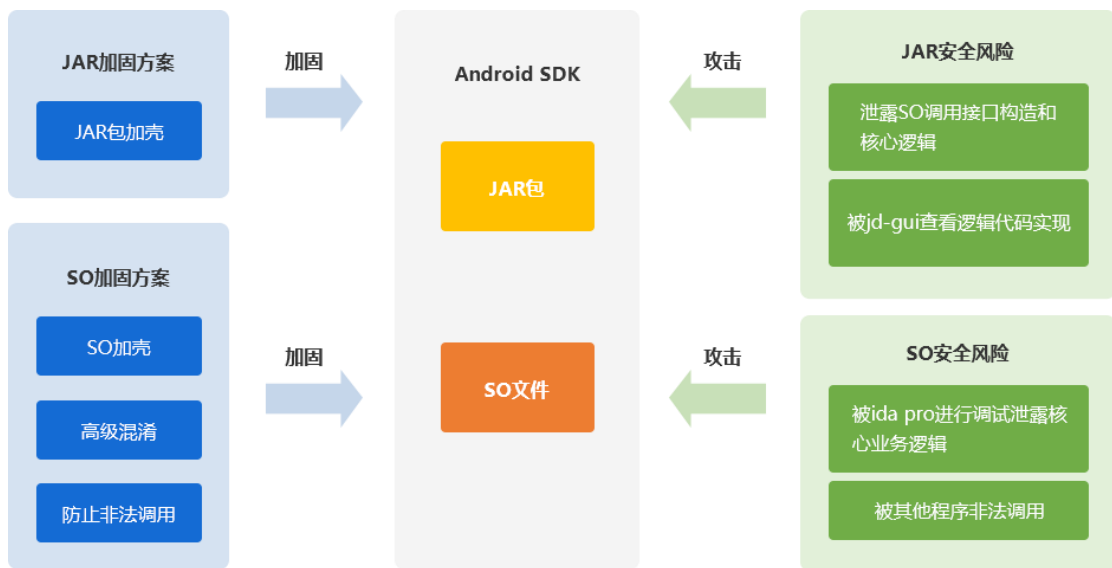 JAR加固方案
JAR包加壳
SO加固方案
SO加壳
高级混淆
防止非法调用
加固
加固
Android SDK
JAR包
SO文件
攻击
攻击
JAR安全风险
泄露SO调用接口构造和
核心逻辑
被jd-gui查看逻辑代码实现
SO安全风险
被ida pro进行调试泄露核
心业务逻辑
被其他程序非法调用